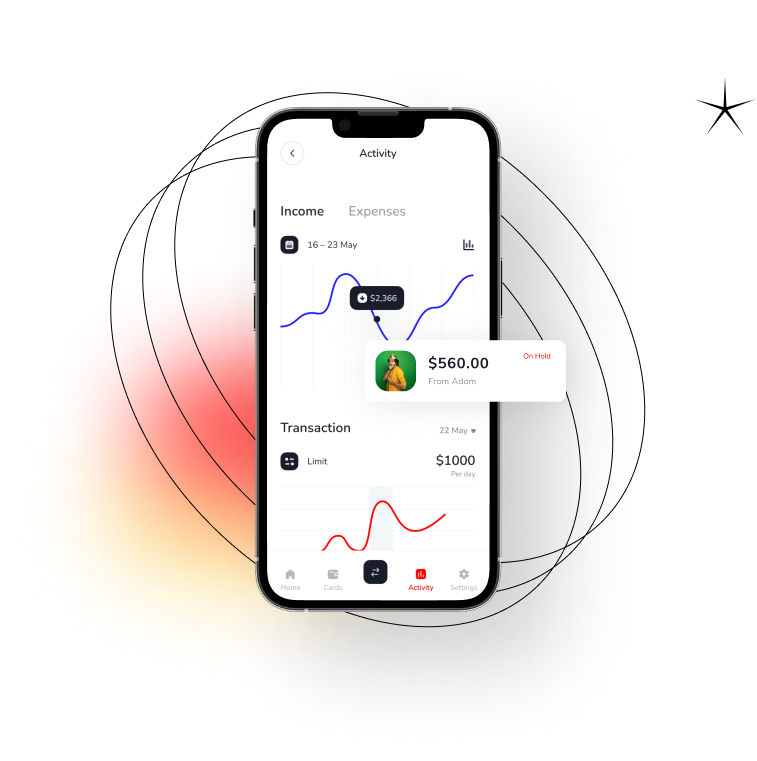 Activity
Income
Expenses
16 – 23 May
$2,366
$560.00
On Hold
From Adom
Transaction
22 May
Limit
$1000
Per day
Home
Cards
Activity
Settings